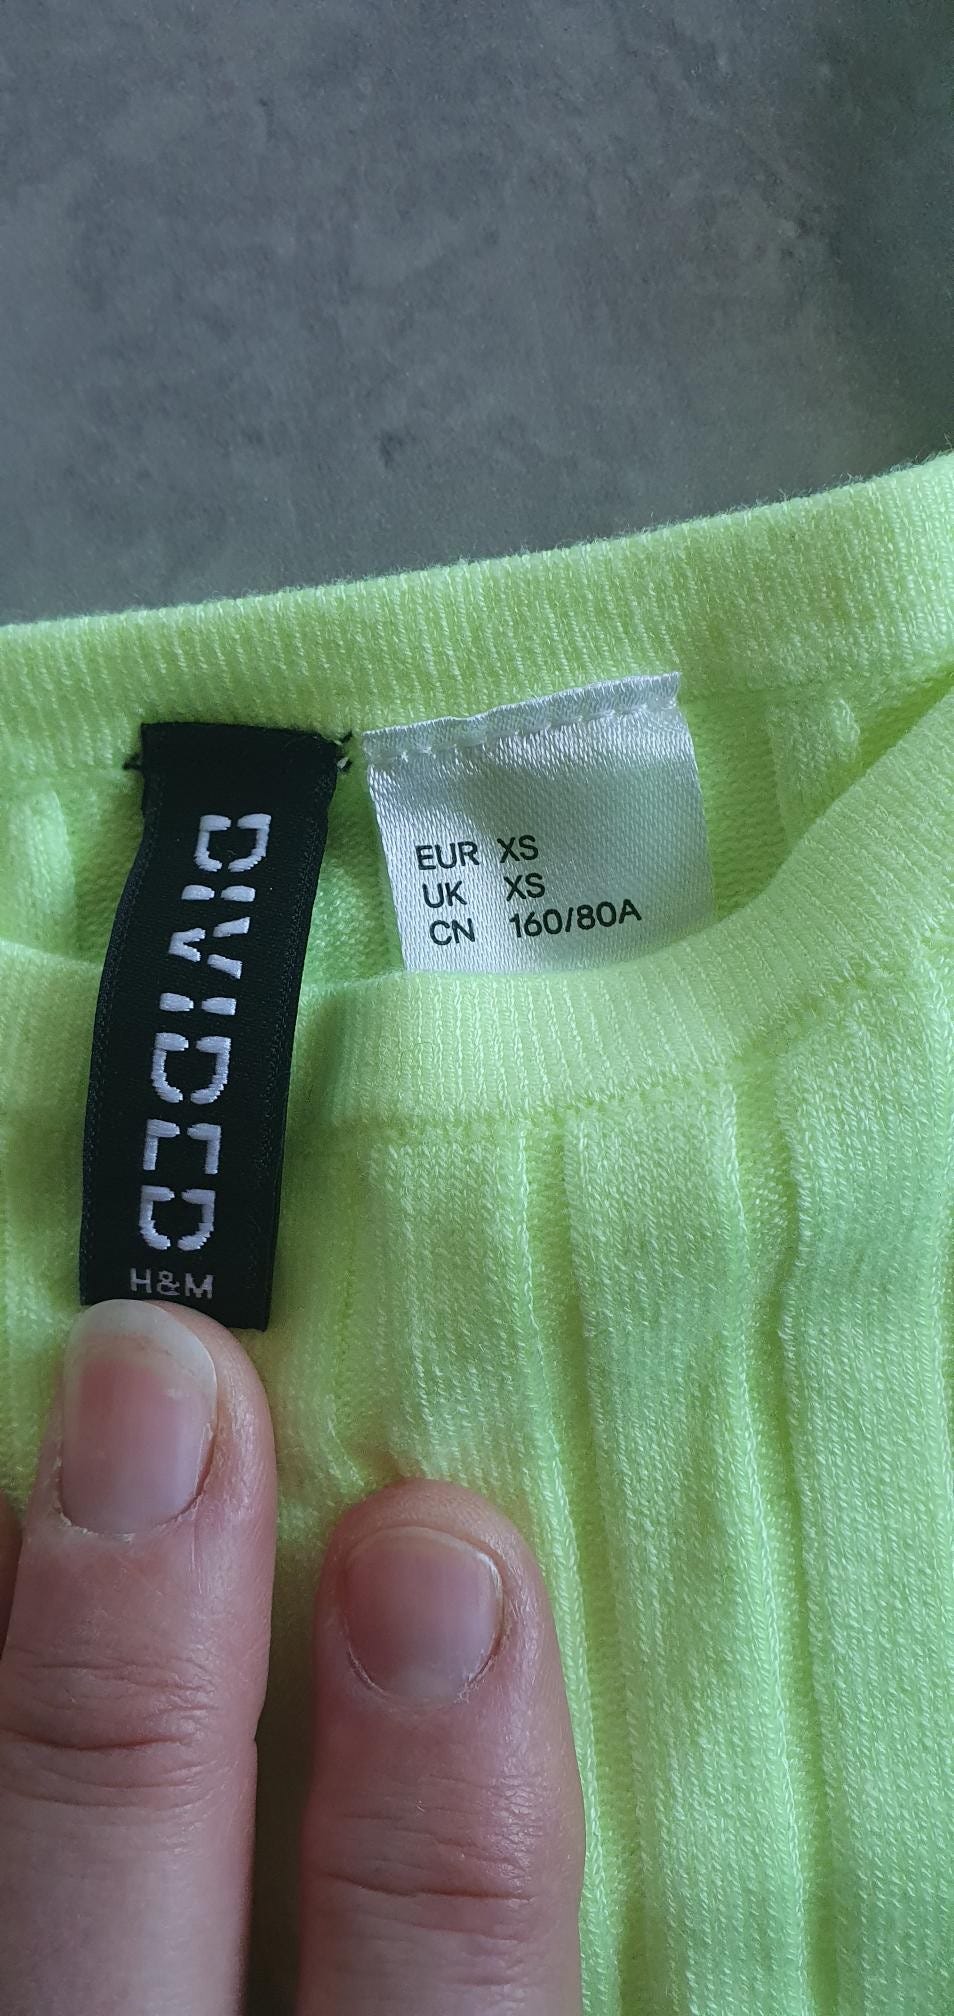 DIVIDED
H&M
EUR XS
UK XS
CN 160/80A